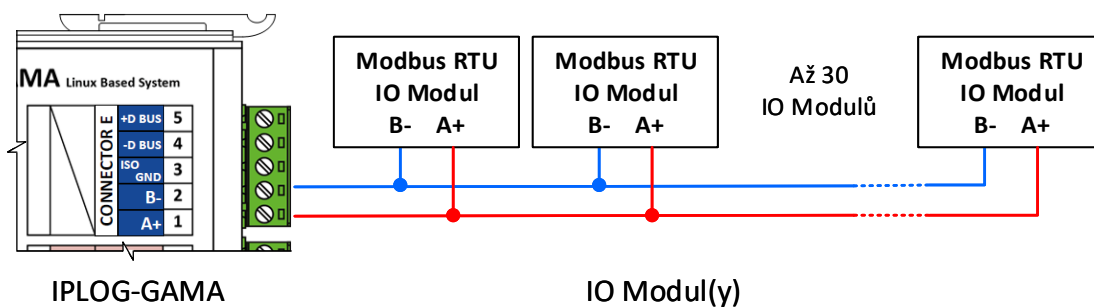 AMA Linux Based System
CONNECTOR E
+D BUS 5
-D BUS 4
ISO GND 3
B- 2
A+ 1
IPLOG-GAMA
Modbus RTU
IO Modul
B- A+
Modbus RTU
IO Modul
B- A+
Až 30
IO Modulů
Modbus RTU
IO Modul
B- A+
IO Modul(y)